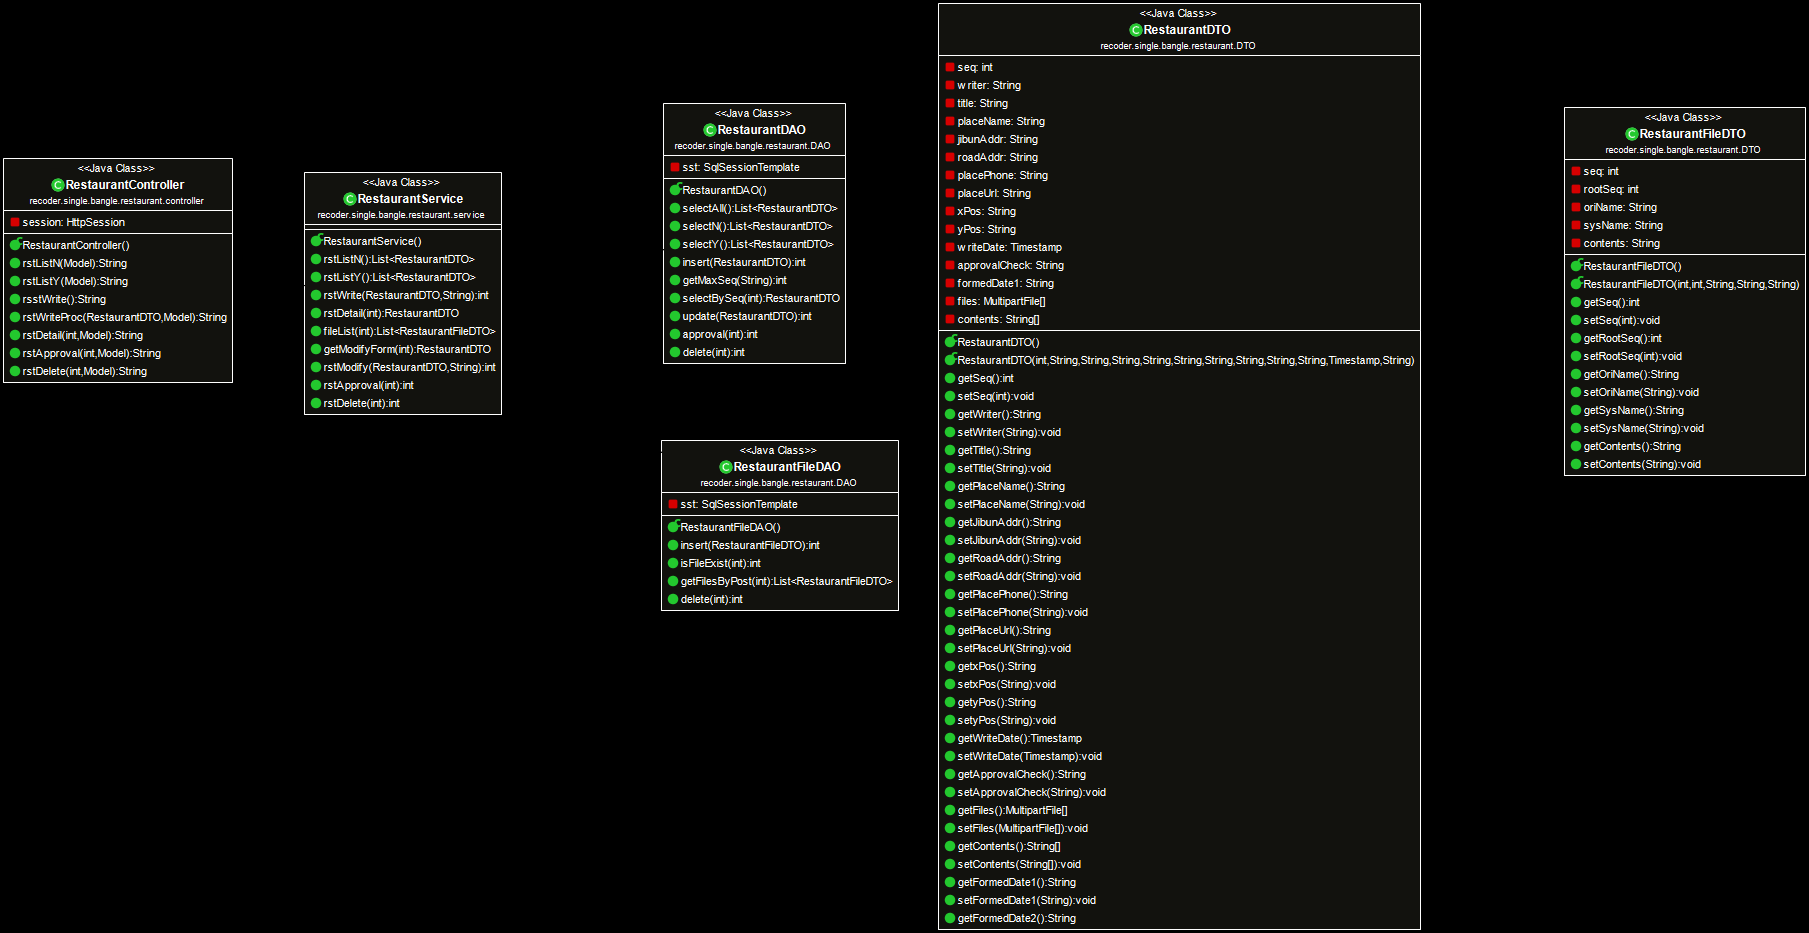 <<Java Class>>
RestaurantController
recoder.single.bangle.restaurant.controller
session: HttpSession
RestaurantController()
rstListN(Model):String
rstListY(Model):String
rsstWrite():String
rstWriteProc(RestaurantDTO,Model):String
rstDetail(int,Model):String
rstApproval(int,Model):String
rstDelete(int,Model):String
<<Java Class>>
RestaurantService
recoder.single.bangle.restaurant.service
RestaurantService()
rstListN():List<RestaurantDTO>
rstListY():List<RestaurantDTO>
rstWrite(RestaurantDTO,String):int
rstDetail(int):RestaurantDTO
fileList(int):List<RestaurantFileDTO>
getModifyForm(int):RestaurantDTO
rstModify(RestaurantDTO,String):int
rstApproval(int):int
rstDelete(int):int
<<Java Class>>
RestaurantDAO
recoder.single.bangle.restaurant.DAO
sst: SqlSessionTemplate
RestaurantDAO()
selectAll():List<RestaurantDTO>
selectN():List<RestaurantDTO>
selectY():List<RestaurantDTO>
insert(RestaurantDTO):int
getMaxSeq(String):int
selectBySeq(int):RestaurantDTO
update(RestaurantDTO):int
approval(int):int
delete(int):int
<<Java Class>>
RestaurantFileDAO
recoder.single.bangle.restaurant.DAO
sst: SqlSessionTemplate
RestaurantFileDAO()
insert(RestaurantFileDTO):int
isFileExist(int):int
getFilesByPost(int):List<RestaurantFileDTO>
delete(int):int
<<Java Class>>
RestaurantDTO
recoder.single.bangle.restaurant.DTO
seq: int
writer: String
title: String
placeName: String
jibunAddr: String
roadAddr: String
placePhone: String
placeUrl: String
xPos: String
yPos: String
writeDate: Timestamp
approvalCheck: String
formedDate1: String
files: MultipartFile[]
contents: String[]
RestaurantDTO()
RestaurantDTO(int,String,String,String,String,String,String,String,String,String,Timestamp,String)
getSeq():int
setSeq(int):void
getWriter():String
setWriter(String):void
getTitle():String
setTitle(String):void
getPlaceName():String
setPlaceName(String):void
getJibunAddr():String
setJibunAddr(String):void
getRoadAddr():String
setRoadAddr(String):void
getPlacePhone():String
setPlacePhone(String):void
getPlaceUrl():String
setPlaceUrl(String):void
getxPos():String
setxPos(String):void
getyPos():String
setyPos(String):void
getWriteDate():Timestamp
setWriteDate(Timestamp):void
getApprovalCheck():String
setApprovalCheck(String):void
getFiles():MultipartFile[]
setFiles(MultipartFile[]):void
getContents():String[]
setContents(String[]):void
getFormedDate1():String
setFormedDate1(String):void
getFormedDate2():String
<<Java Class>>
RestaurantFileDTO
recoder.single.bangle.restaurant.DTO
seq: int
rootSeq: int
oriName: String
sysName: String
contents: String
RestaurantFileDTO()
RestaurantFileDTO(int,int,String,String,String)
getSeq():int
setSeq(int):void
getRootSeq():int
setRootSeq(int):void
getOriName():String
setOriName(String):void
getSysName():String
setSysName(String):void
getContents():String
setContents(String):void